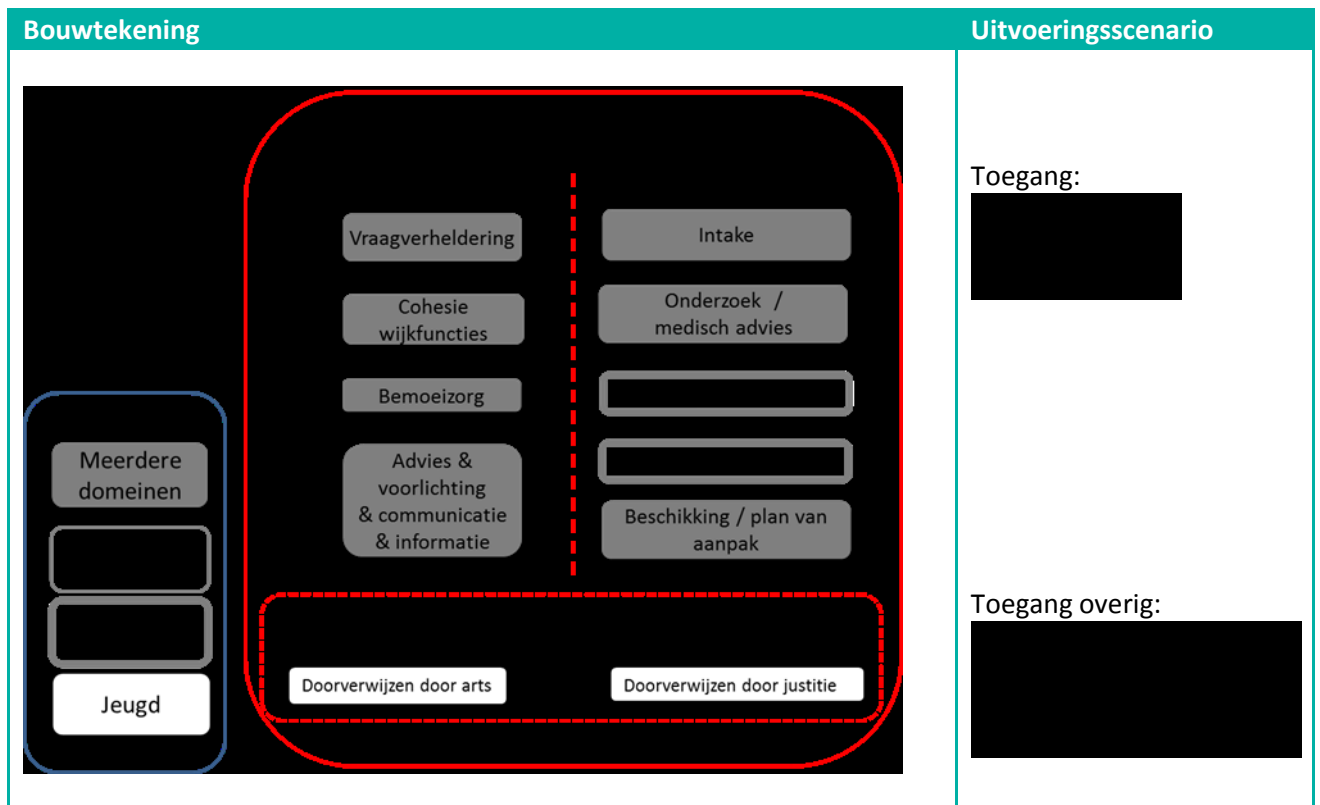 Bouwtekening
Uitvoeringsscenario
Vraagverheldering
Cohesie
wijkfuncties
Bemoeizorg
Advies &
voorlichting
& communicatie
& informatie
Intake
Onderzoek /
medisch advies
Beschikking / plan van
aanpak
Meerdere
domeinen
Jeugd
Doorverwijzen door arts
Doorverwijzen door justitie
Toegang:
Toegang overig: